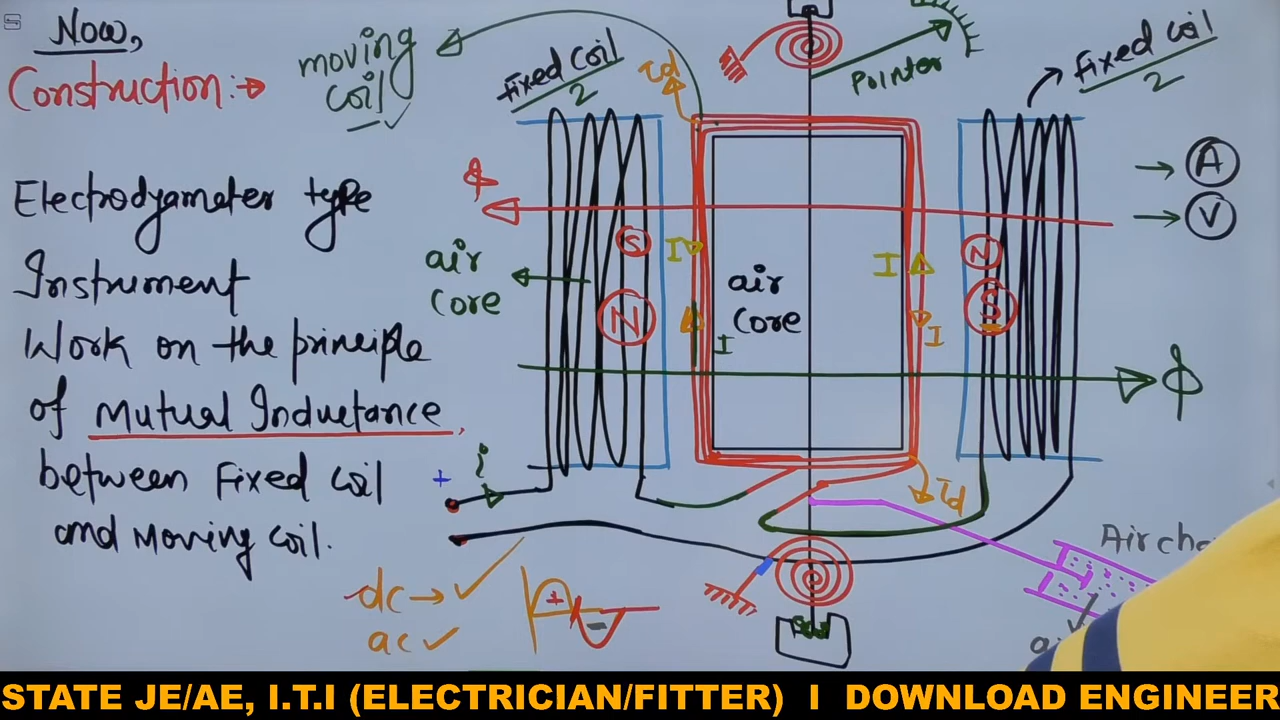 Now,
Construction:→
moving
coil ✓
Fixed Coil
2
Td
Pointer
Fixed coil
2
→ A
→ V
Electrodyameter type
Instrument
Work on the principle
of Mutual Inductance,
between Fixed Coil
and Moving Coil.
ϕ
air
core
S
N
I
I
air
core
I
I
N
S
ϕ
+
i
Td
dc → ✓
ac ✓
+
-
Air cha
STATE JE/AE, I.T.I (ELECTRICIAN/FITTER) I DOWNLOAD ENGINEER